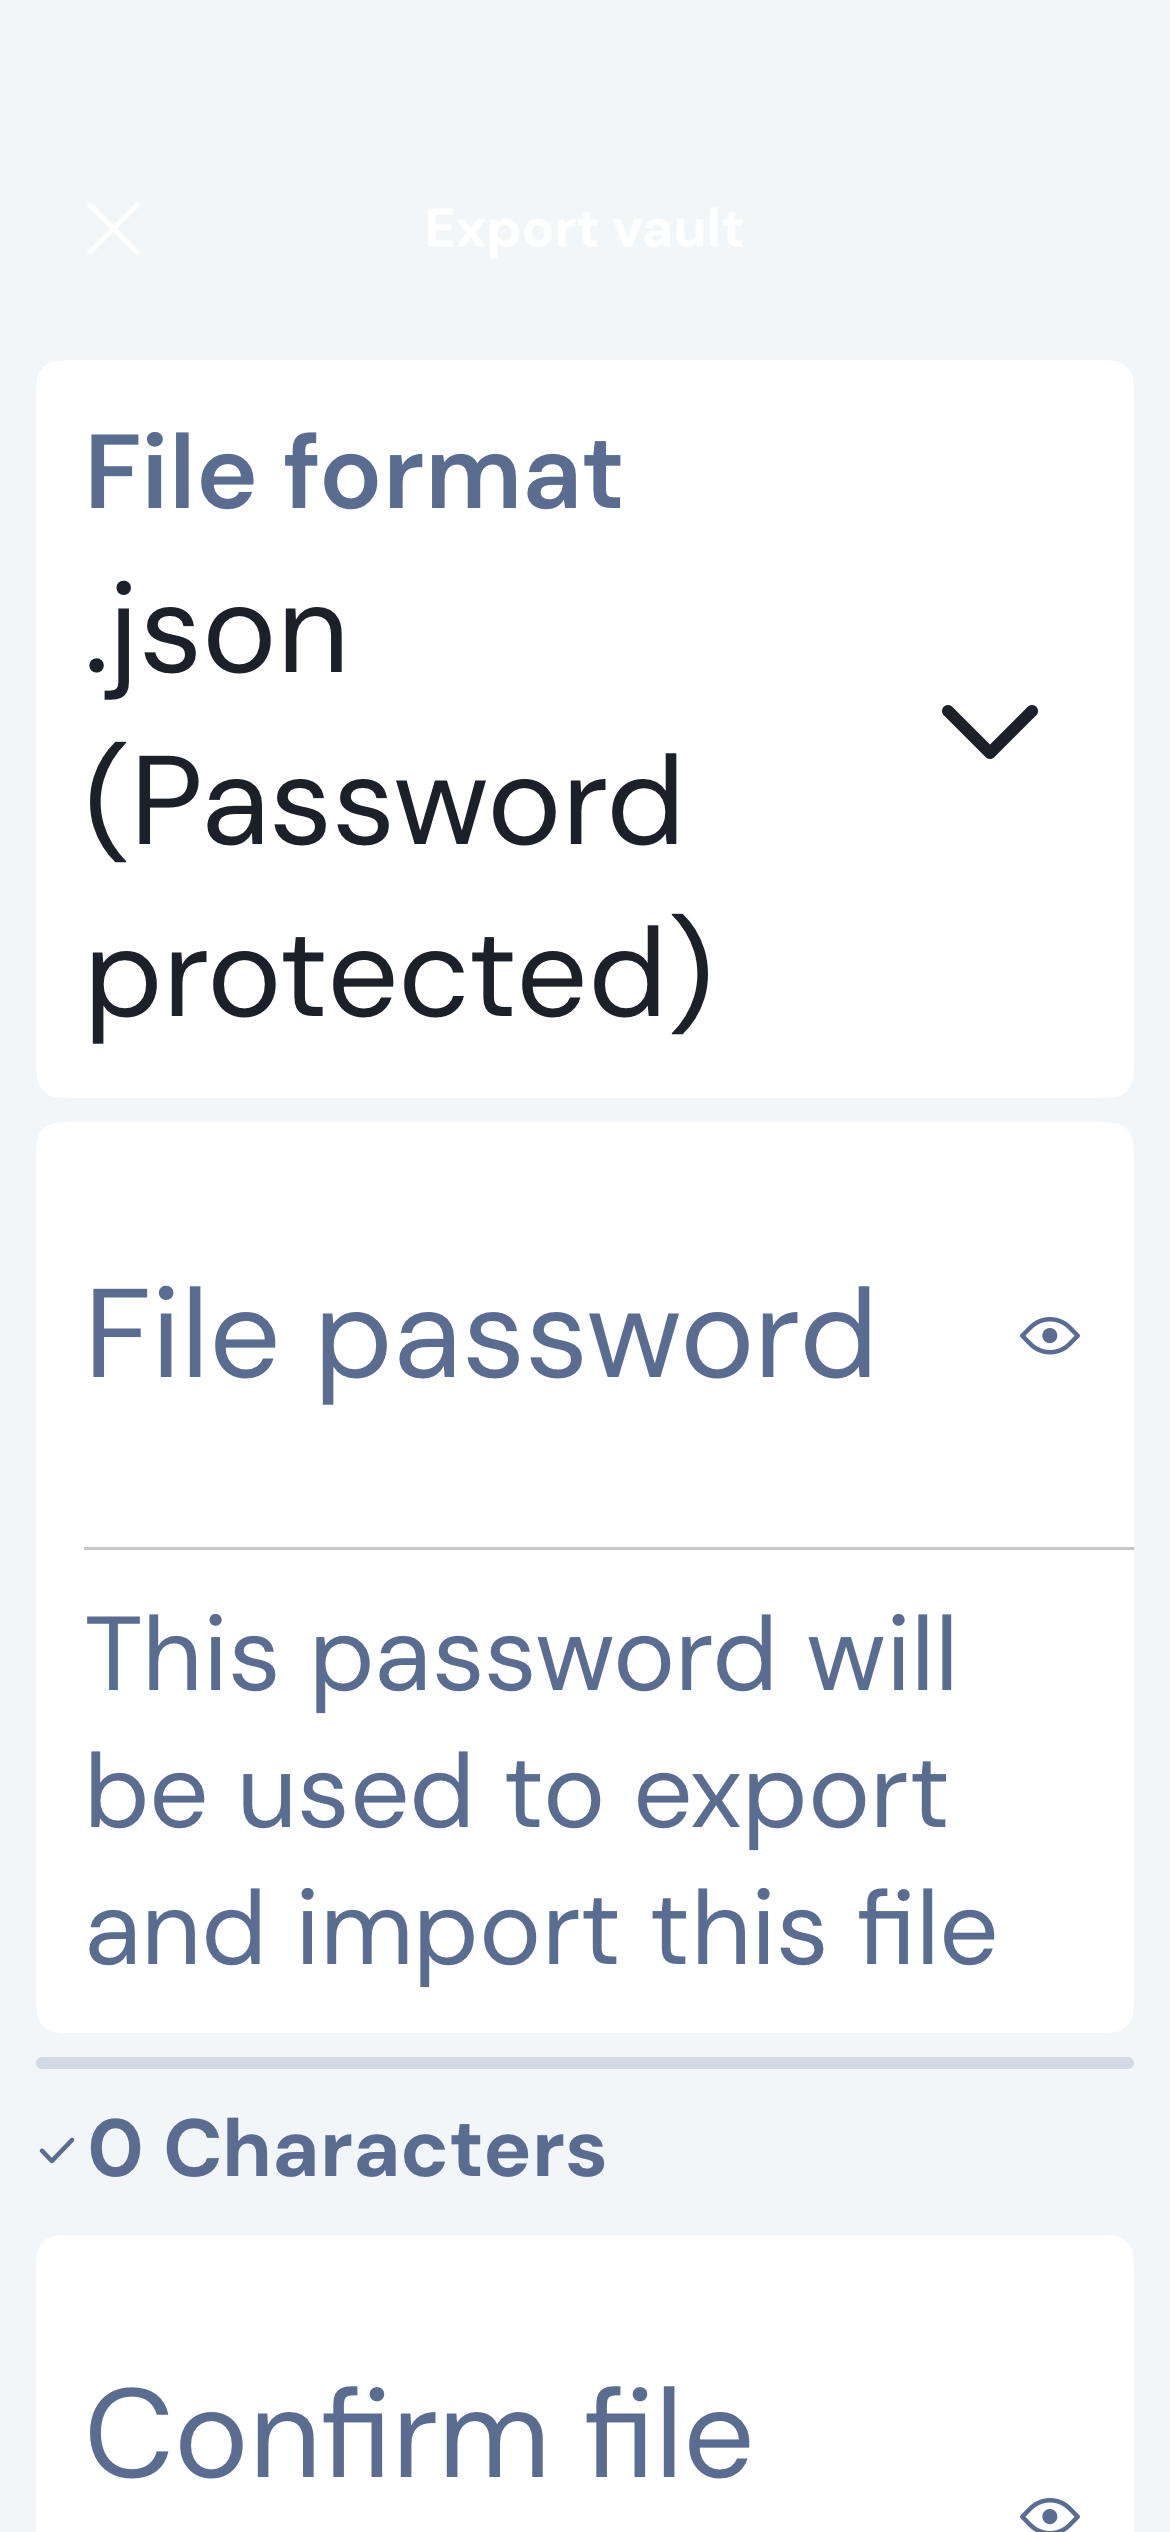 Export vault
File format
.json
(Password
protected)
File password
This password will
be used to export
and import this file
0 Characters
Confirm file